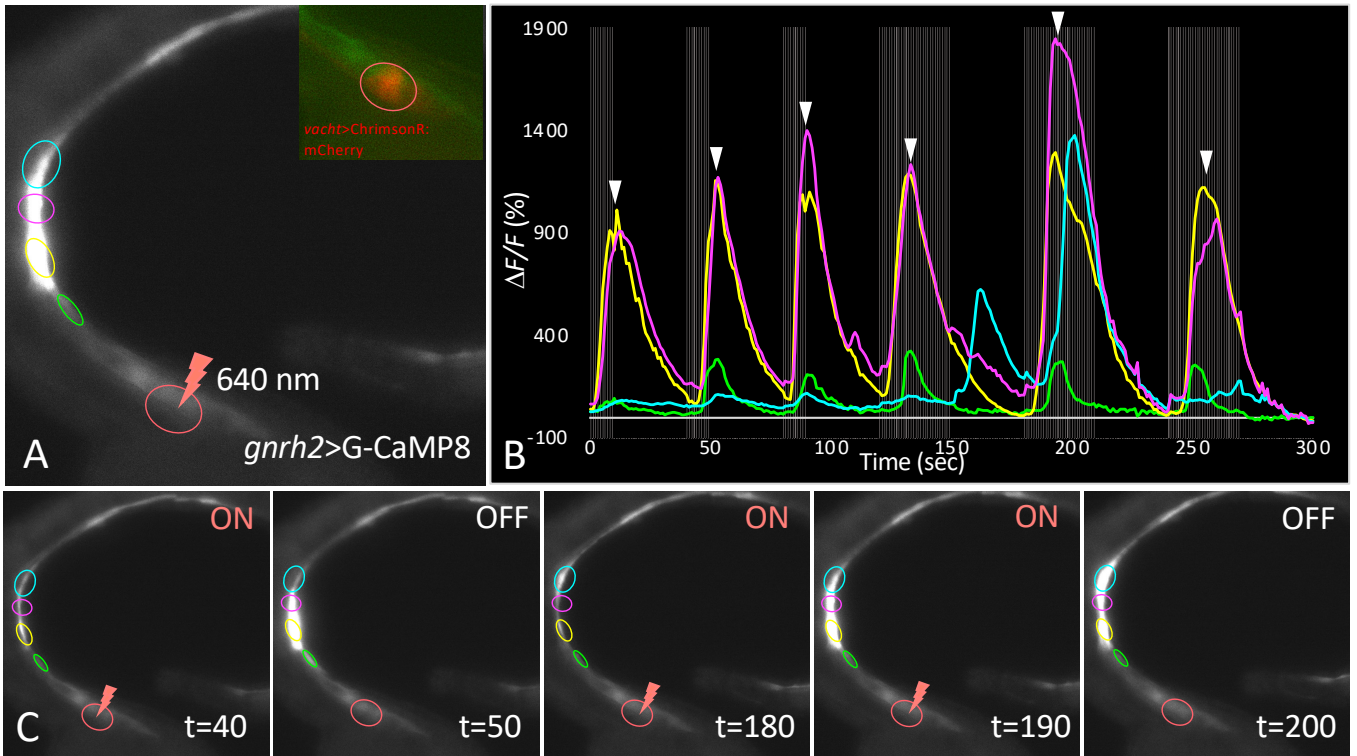 vacht>ChrimsonR:
mCherry
640 nm
A
gnrh2>G-CaMP8
1900
1400
900
400
-100
ΔF/F (%)
0
50
100
150
200
250
300
Time (sec)
B
ON
t=40
C
OFF
t=50
ON
t=180
ON
t=190
OFF
t=200